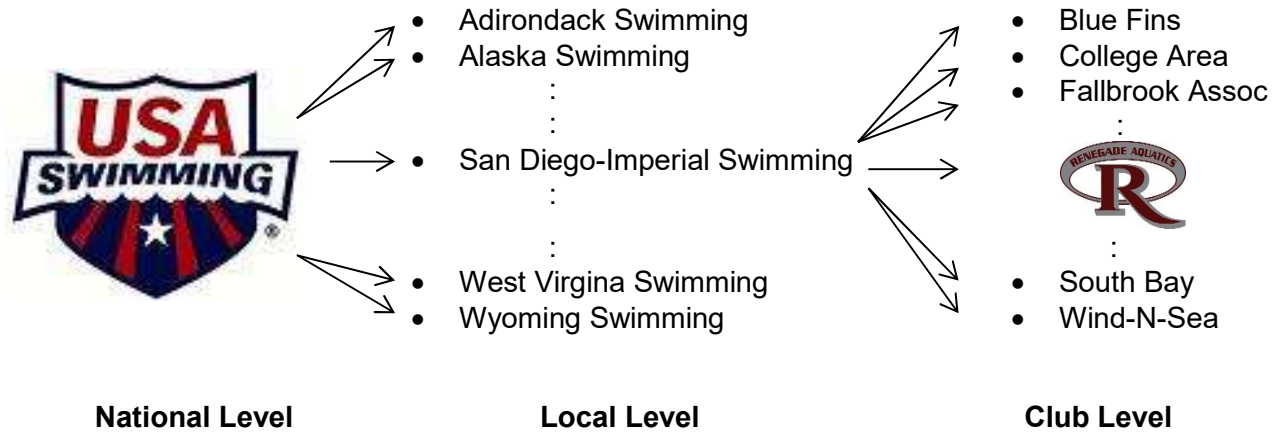 USA
SWIMMING
®
• Adirondack Swimming
• Alaska Swimming
:
:
• San Diego-Imperial Swimming
:
:
• West Virgina Swimming
• Wyoming Swimming
• Blue Fins
• College Area
• Fallbrook Assoc
:
RENEGADE AQUATICS
R
:
• South Bay
• Wind-N-Sea
National Level
Local Level
Club Level